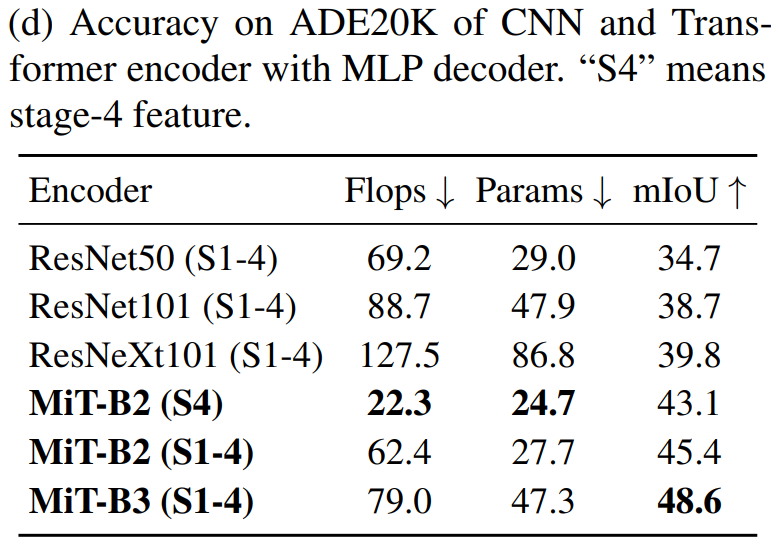 (d) Accuracy on ADE20K of CNN and Trans-
former encoder with MLP decoder. “S4” means
stage-4 feature.
Encoder Flops ↓ Params ↓ mIoU ↑
ResNet50 (S1-4) 69.2 29.0 34.7
ResNet101 (S1-4) 88.7 47.9 38.7
ResNeXt101 (S1-4) 127.5 86.8 39.8
MiT-B2 (S4) 22.3 24.7 43.1
MiT-B2 (S1-4) 62.4 27.7 45.4
MiT-B3 (S1-4) 79.0 47.3 48.6